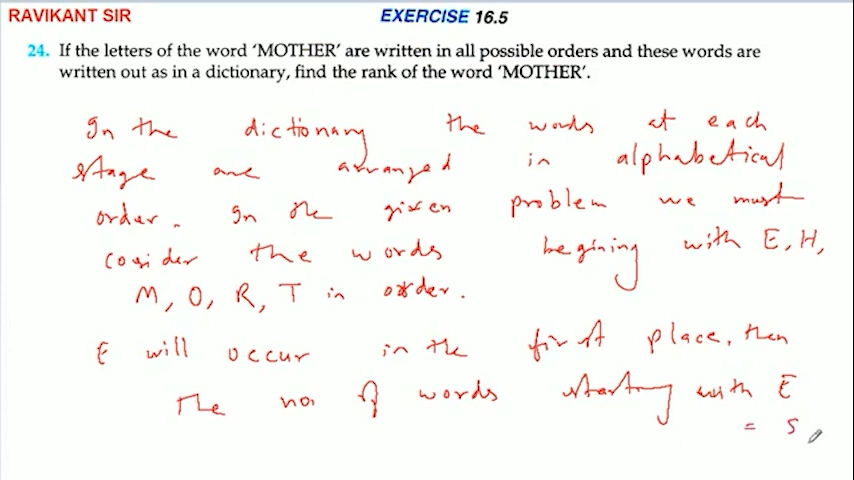 RAVIKANT SIR
EXERCISE 16.5
24. If the letters of the word ‘MOTHER’ are written in all possible orders and these words are
written out as in a dictionary, find the rank of the word ‘MOTHER’.
In the dictionary the words at each
stage are arranged in alphabetical
order. In the given problem we must
cosider the words begining with E, H,
M, O, R, T in order.
E will occur in the first place, then
The no. of words starting with E
= 5